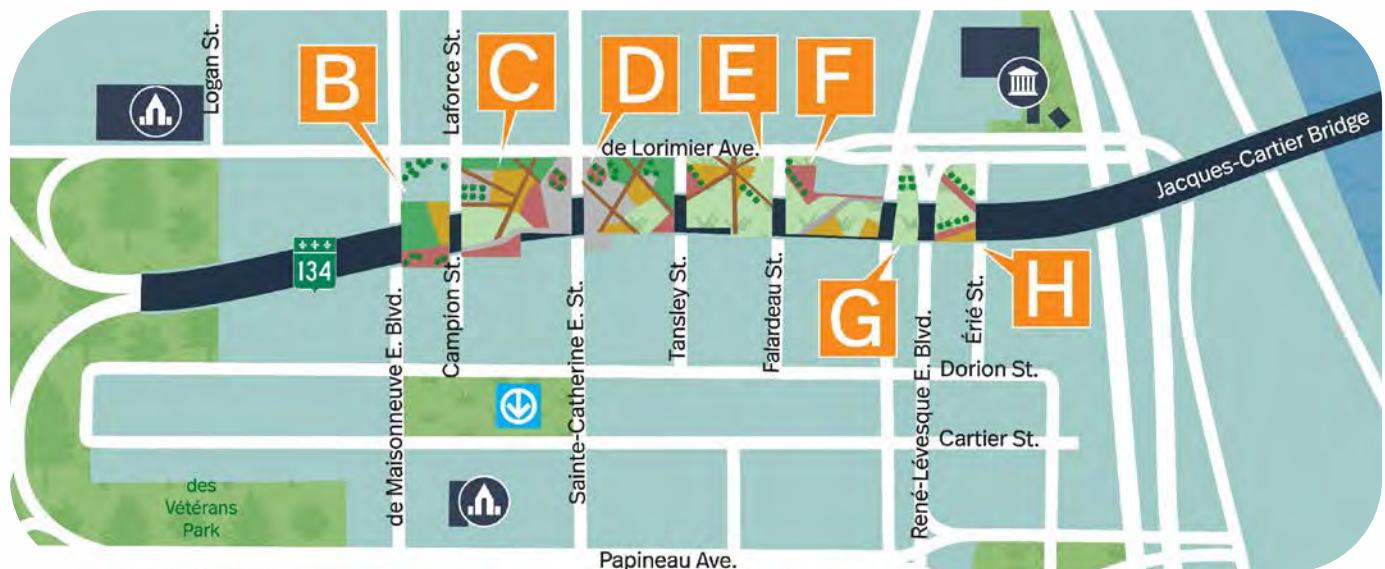 Logan St.
Laforce St.
B
C
D
E
F
de Lorimier Ave.
Jacques-Cartier Bridge
134
G
H
de Maisonneuve E. Blvd.
Campion St.
Sainte-Catherine E. St.
Tansley St.
Falardeau St.
René-Lévesque E. Blvd.
Érié St.
Dorion St.
Cartier St.
des
Vétérans
Park
Papineau Ave.